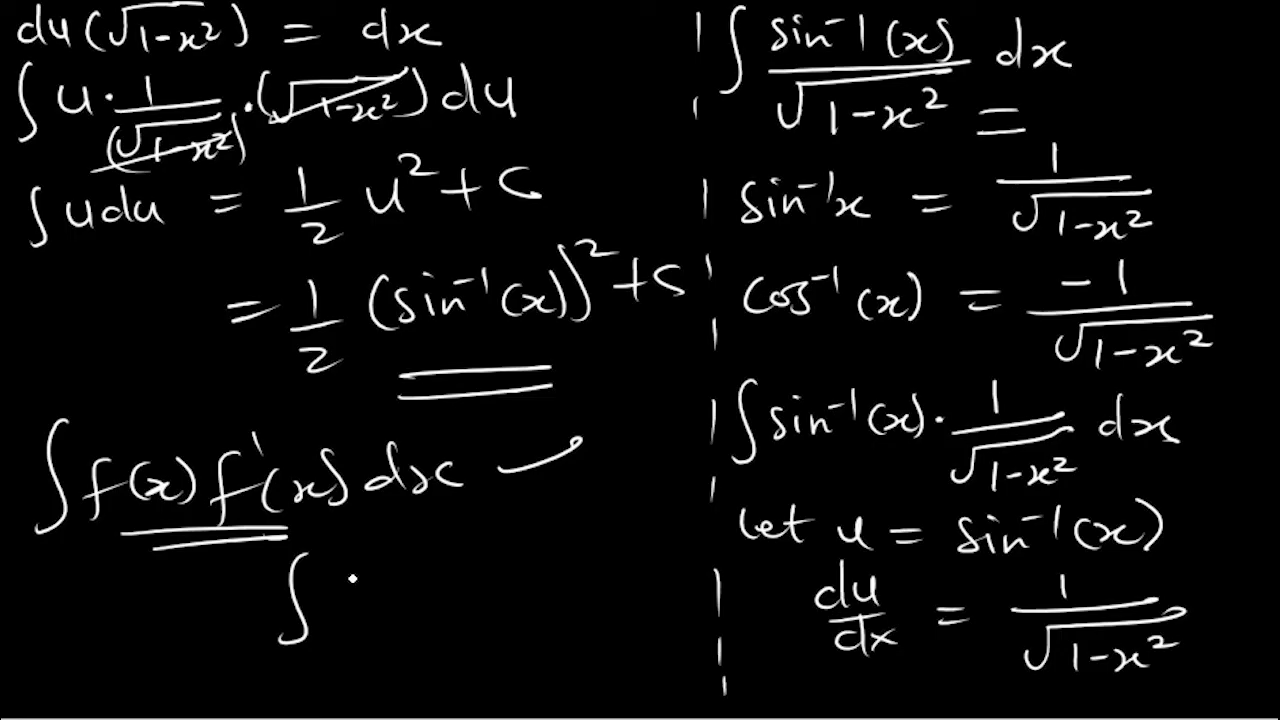 ∫ sin⁻¹(x)/√(1-x²) dx =
sin⁻¹x = 1/√(1-x²)
cos⁻¹(x) = -1/√(1-x²)
∫ sin⁻¹(x) · 1/√(1-x²) dx
Let u = sin⁻¹(x)
du/dx = 1/√(1-x²)
du(√(1-x²)) = dx
∫ u · 1/(√(1-x²)) · (√(1-x²)) du
∫ u du = 1/2 u² + C
= 1/2 (sin⁻¹(x))² + C
∫ f(x) f'(x) dx
∫